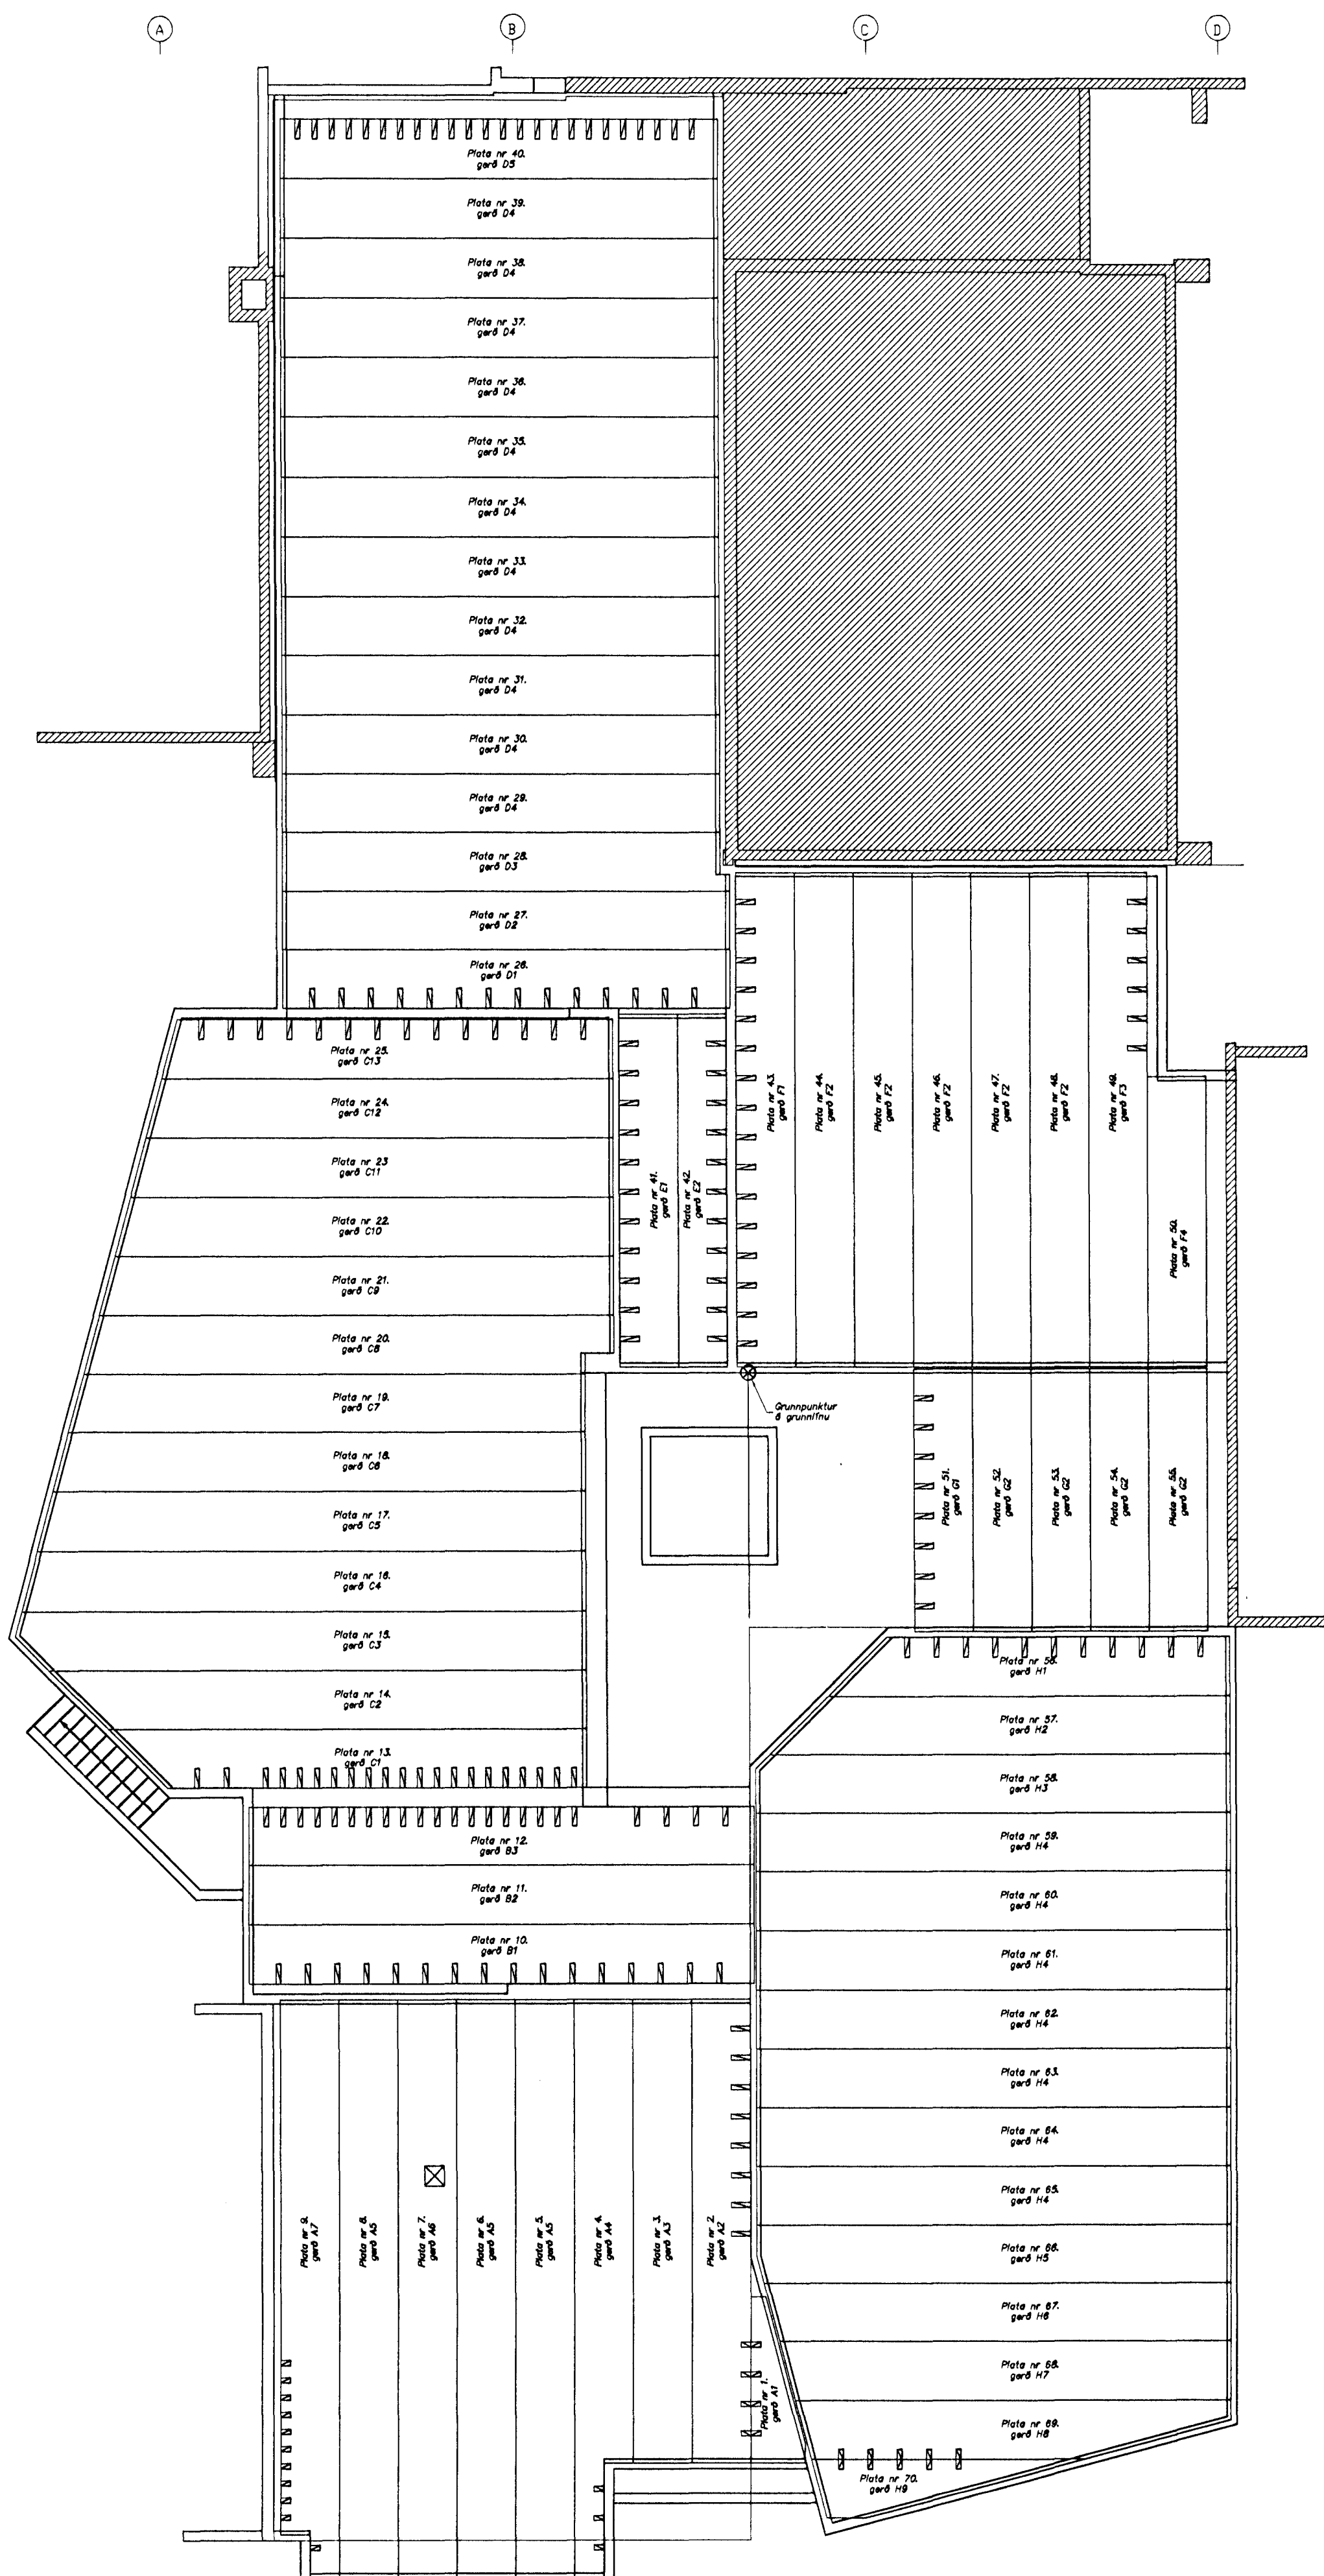 A
B
C
D
Plata nr 40.
gerð D5
Plata nr 39.
gerð D4
Plata nr 38.
gerð D4
Plata nr 37.
gerð D4
Plata nr 36.
gerð D4
Plata nr 35.
gerð D4
Plata nr 34.
gerð D4
Plata nr 33.
gerð D4
Plata nr 32.
gerð D4
Plata nr 31.
gerð D4
Plata nr 30.
gerð D4
Plata nr 29.
gerð D4
Plata nr 28.
gerð D3
Plata nr 27.
gerð D2
Plata nr 26.
gerð D1
Plata nr 25.
gerð C13
Plata nr 24.
gerð C12
Plata nr 23
gerð C11
Plata nr 22.
gerð C10
Plata nr 21.
gerð C9
Plata nr 20.
gerð C8
Plata nr 19.
gerð C7
Plata nr 18.
gerð C6
Plata nr 17.
gerð C5
Plata nr 16.
gerð C4
Plata nr 15.
gerð C3
Plata nr 14.
gerð C2
Plata nr 13.
gerð C1
Plata nr 41.
gerð E1
Plata nr 42.
gerð E2
Plata nr 43.
gerð F1
Plata nr 44.
gerð F2
Plata nr 45.
gerð F2
Plata nr 46.
gerð F2
Plata nr 47.
gerð F2
Plata nr 48.
gerð F2
Plata nr 49.
gerð F3
Plata nr 50.
gerð F4
Grunnpunktur
á grunnlínu
Plata nr 51.
gerð G1
Plata nr 52.
gerð G2
Plata nr 53.
gerð G2
Plata nr 54.
gerð G2
Plata nr 55.
gerð G2
Plata nr 56.
gerð H1
Plata nr 57.
gerð H2
Plata nr 58.
gerð H3
Plata nr 59.
gerð H4
Plata nr 60.
gerð H4
Plata nr 61.
gerð H4
Plata nr 62.
gerð H4
Plata nr 63.
gerð H4
Plata nr 64.
gerð H4
Plata nr 65.
gerð H4
Plata nr 66.
gerð H5
Plata nr 67.
gerð H6
Plata nr 68.
gerð H7
Plata nr 69.
gerð H8
Plata nr 70.
gerð H9
Plata nr 12.
gerð B3
Plata nr 11.
gerð B2
Plata nr 10.
gerð B1
Plata nr 9.
gerð A7
Plata nr 8.
gerð A5
Plata nr 7.
gerð A6
Plata nr 6.
gerð A5
Plata nr 5.
gerð A5
Plata nr 4.
gerð A4
Plata nr 3.
gerð A3
Plata nr 2.
gerð A2
Plata nr 1.
gerð A1